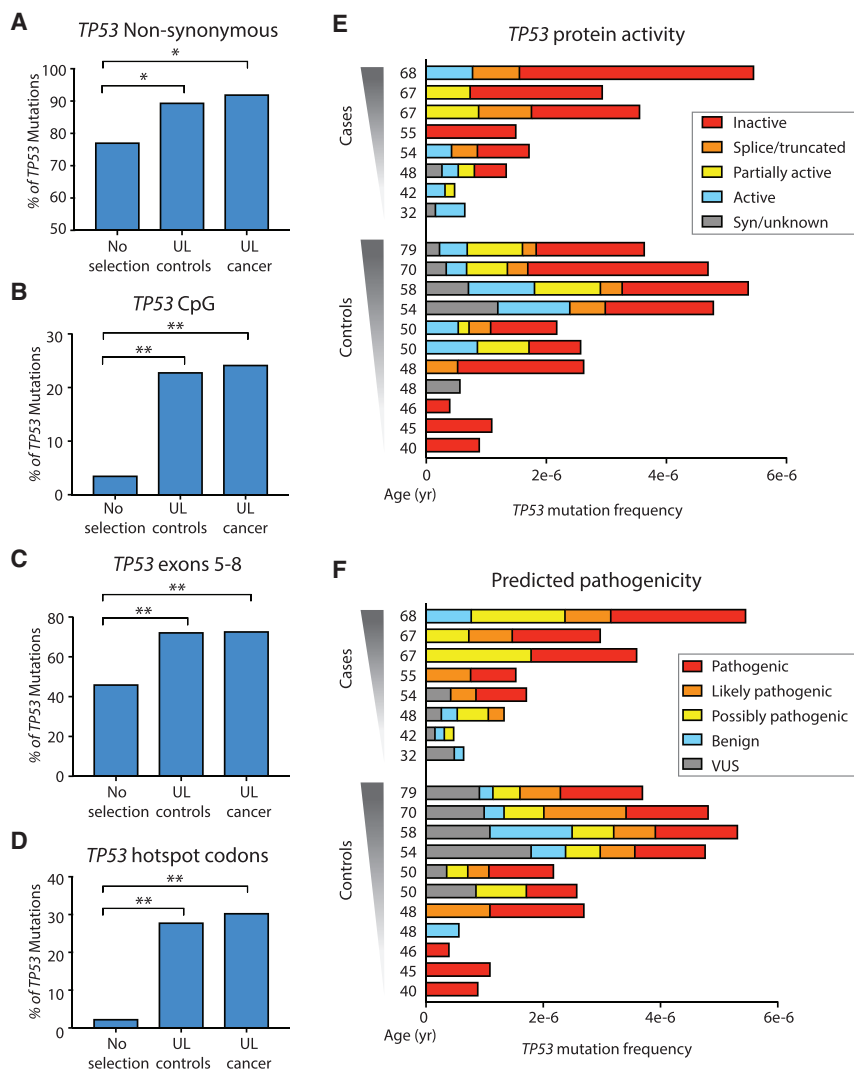 A
TP53 Non-synonymous
*
*
100
90
80
70
60
50
% of TP53 Mutations
No selection
UL controls
UL cancer
B
TP53 CpG
**
**
30
20
10
0
% of TP53 Mutations
No selection
UL controls
UL cancer
C
TP53 exons 5-8
**
**
80
60
40
20
0
% of TP53 Mutations
No selection
UL controls
UL cancer
D
TP53 hotspot codons
**
**
40
30
20
10
0
% of TP53 Mutations
No selection
UL controls
UL cancer
E
TP53 protein activity
Cases
68
67
67
55
54
48
42
32
Controls
79
70
58
54
50
50
48
48
46
45
40
Inactive
Splice/truncated
Partially active
Active
Syn/unknown
0
2e-6
4e-6
6e-6
Age (yr)
TP53 mutation frequency
F
Predicted pathogenicity
Cases
68
67
67
55
54
48
42
32
Controls
79
70
58
54
50
50
48
48
46
45
40
Pathogenic
Likely pathogenic
Possibly pathogenic
Benign
VUS
0
2e-6
4e-6
6e-6
Age (yr)
TP53 mutation frequency